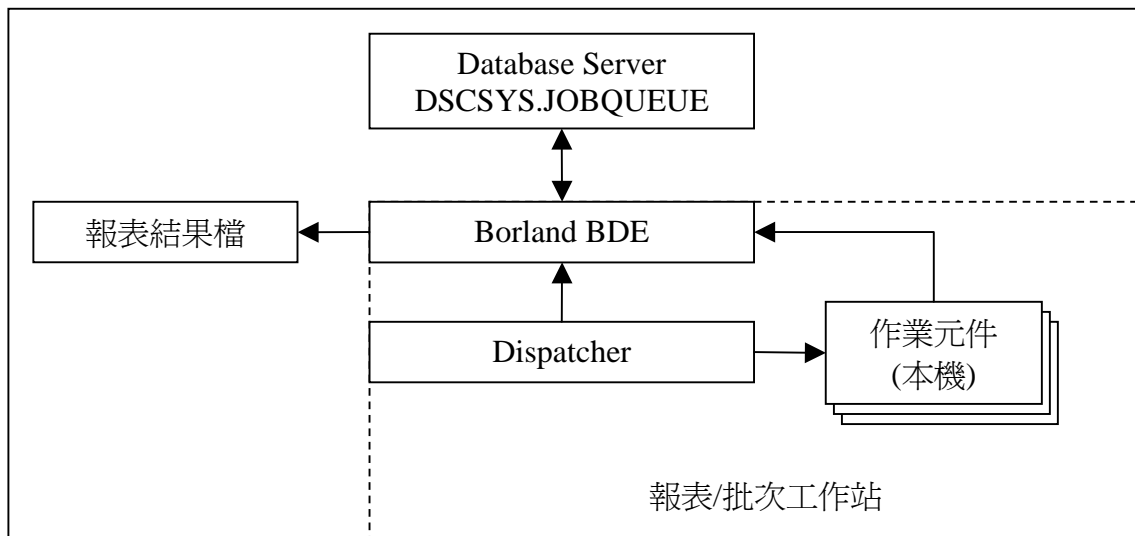 Database Server
DSCSYS.JOBQUEUE
報表結果檔
Borland BDE
Dispatcher
作業元件
(本機)
報表/批次工作站